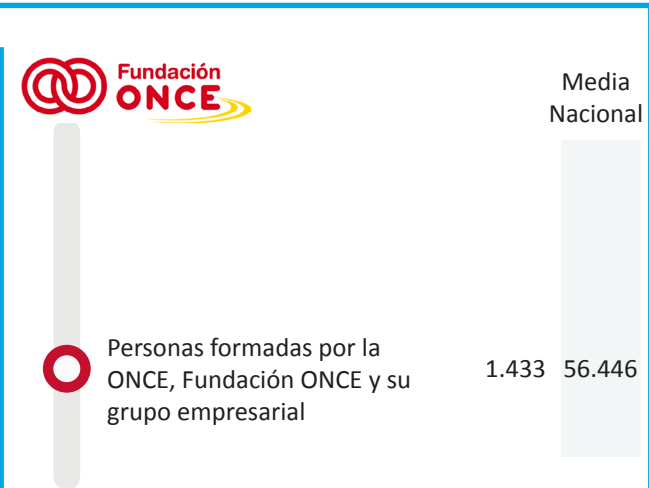 Fundación
ONCE
Media
Nacional
Personas formadas por la
ONCE, Fundación ONCE y su
grupo empresarial
1.433 56.446